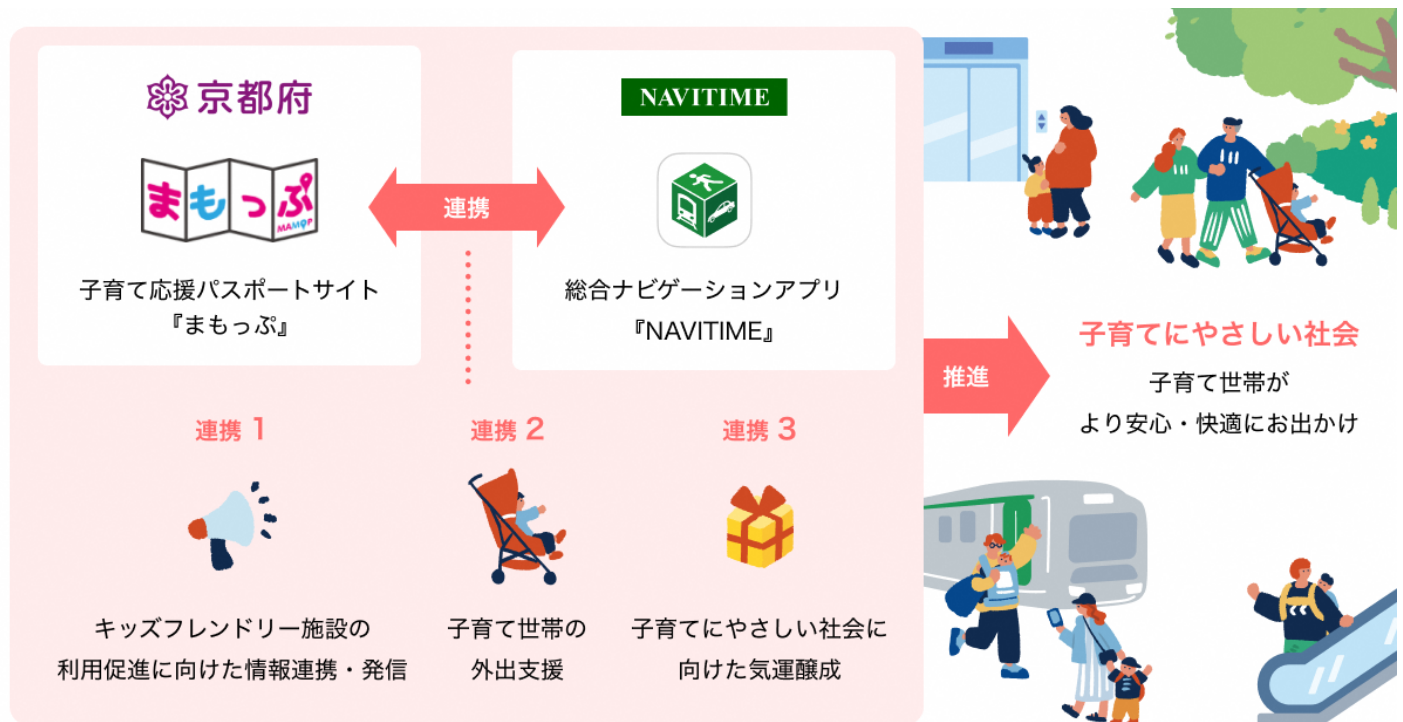 京都府
まもっぷ
MAMOP
子育て応援パスポートサイト
『まもっぷ』
連携
NAVITIME
総合ナビゲーションアプリ
『NAVITIME』
連携 1
キッズフレンドリー施設の
利用促進に向けた情報連携・発信
連携 2
子育て世帯の
外出支援
連携 3
子育てにやさしい社会に
向けた気運醸成
推進
子育てにやさしい社会
子育て世帯が
より安心・快適にお出かけ